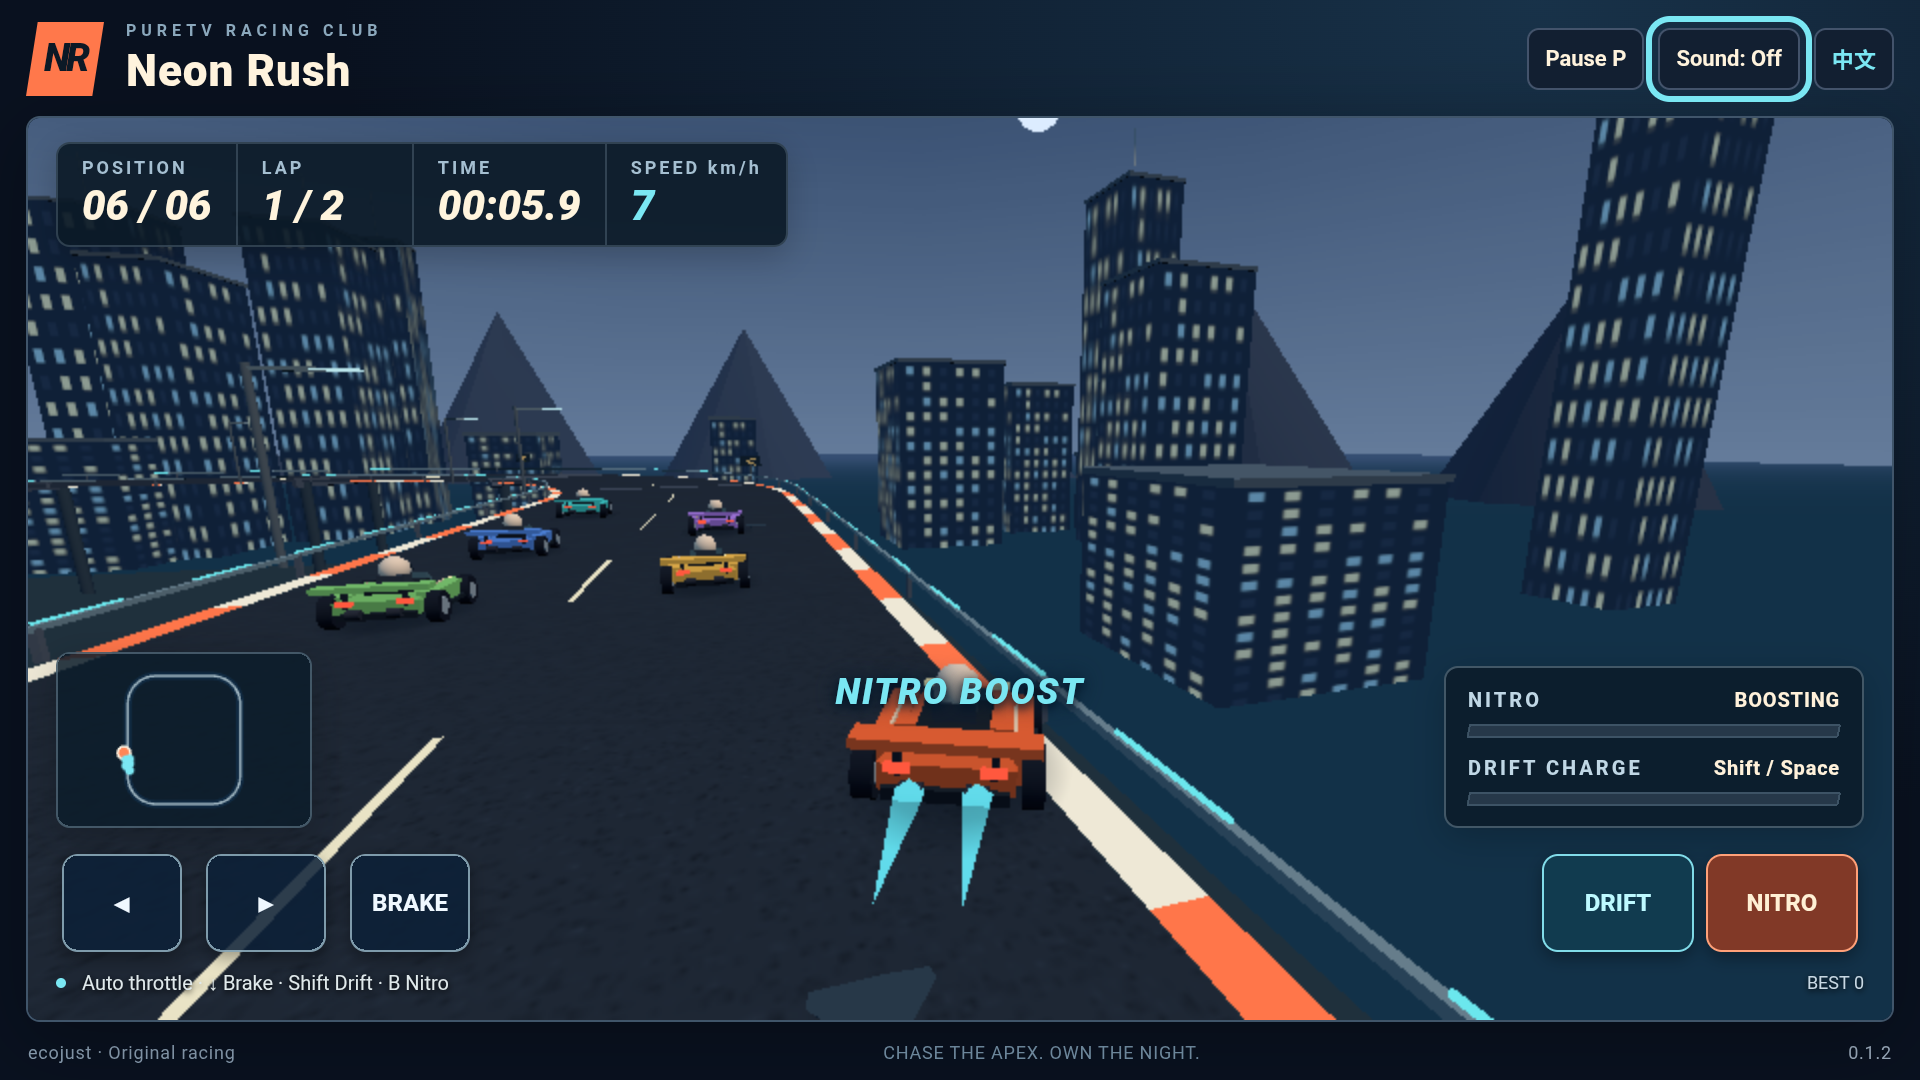 NR
PURETV RACING CLUB
Neon Rush
Pause P
Sound: Off
中文
POSITION
06 / 06
LAP
1 / 2
TIME
00:05.9
SPEED km/h
7
NITRO BOOST
NITRO
BOOSTING
DRIFT CHARGE
Shift / Space
◄
►
BRAKE
DRIFT
NITRO
Auto throttle · ↓ Brake · Shift Drift · B Nitro
BEST 0
ecojust · Original racing
CHASE THE APEX. OWN THE NIGHT.
0.1.2